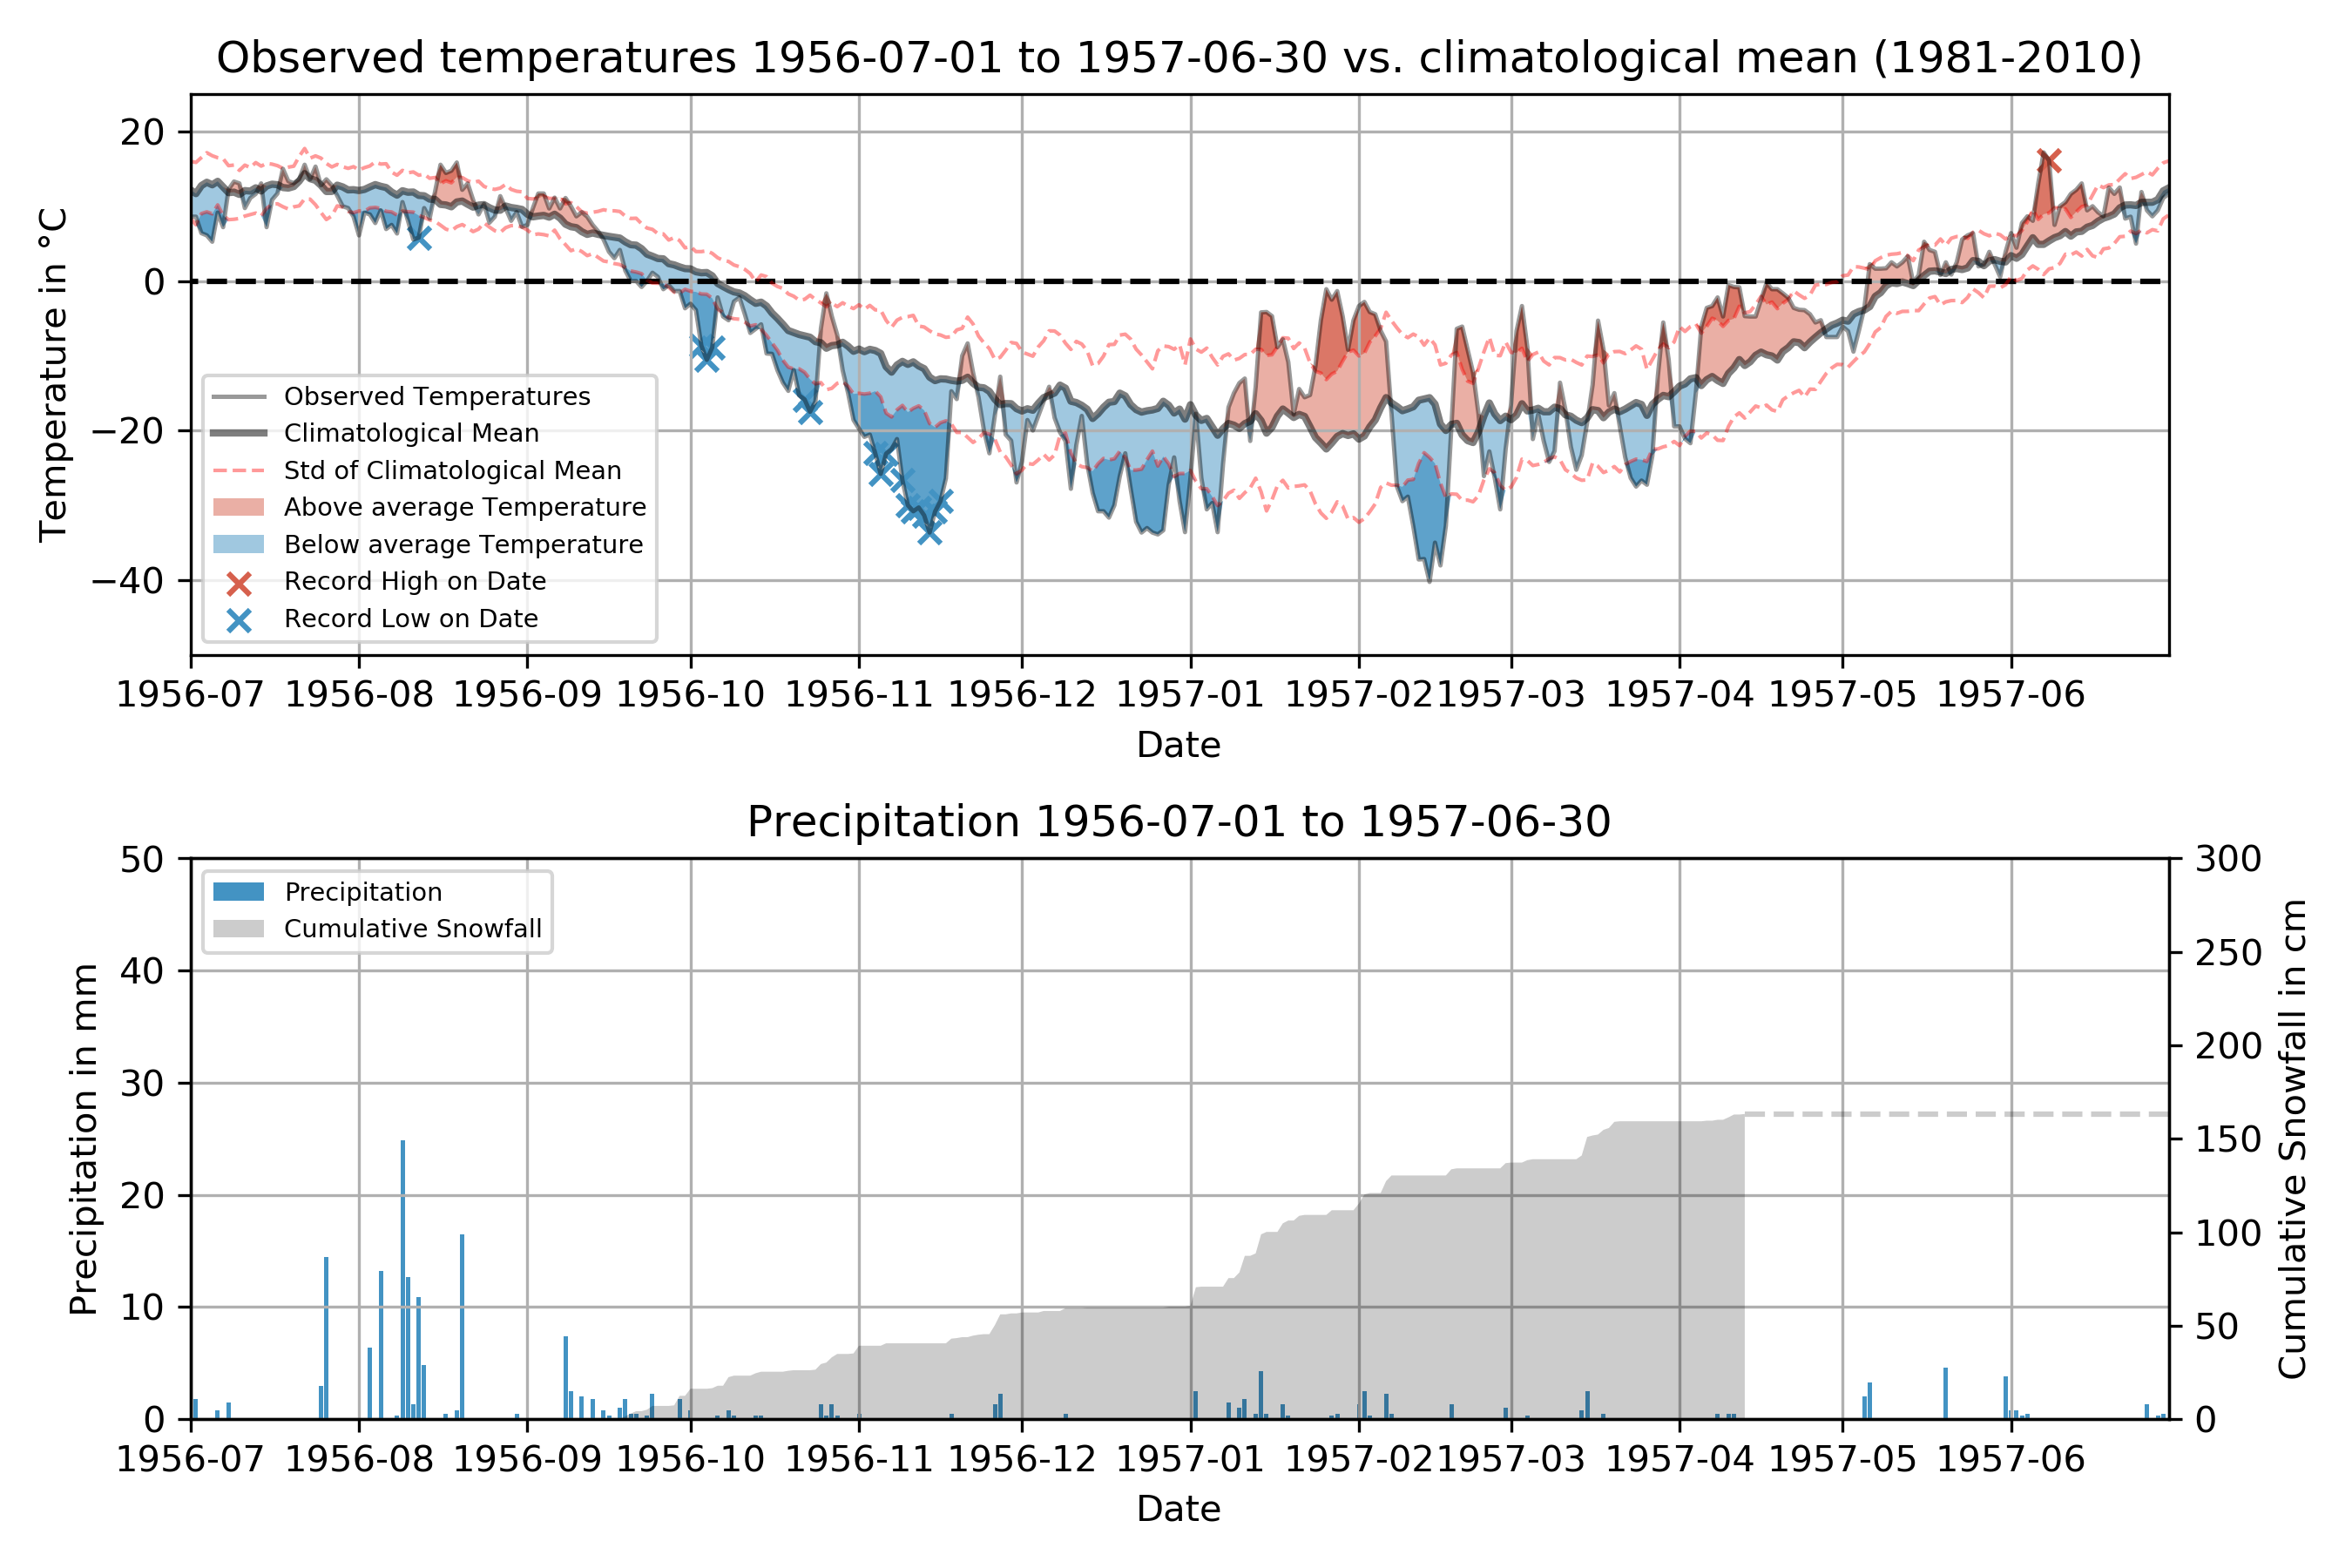 Observed temperatures 1956-07-01 to 1957-06-30 vs. climatological mean (1981-2010)
Temperature in °C
20
0
−20
−40
Observed Temperatures
Climatological Mean
Std of Climatological Mean
Above average Temperature
Below average Temperature
Record High on Date
Record Low on Date
1956-07 1956-08 1956-09 1956-10 1956-11 1956-12 1957-01 1957-02 1957-03 1957-04 1957-05 1957-06
Date
Precipitation 1956-07-01 to 1957-06-30
Precipitation in mm
50
40
30
20
10
0
Precipitation
Cumulative Snowfall
300
250
200
150
100
50
0
Cumulative Snowfall in cm
1956-07 1956-08 1956-09 1956-10 1956-11 1956-12 1957-01 1957-02 1957-03 1957-04 1957-05 1957-06
Date